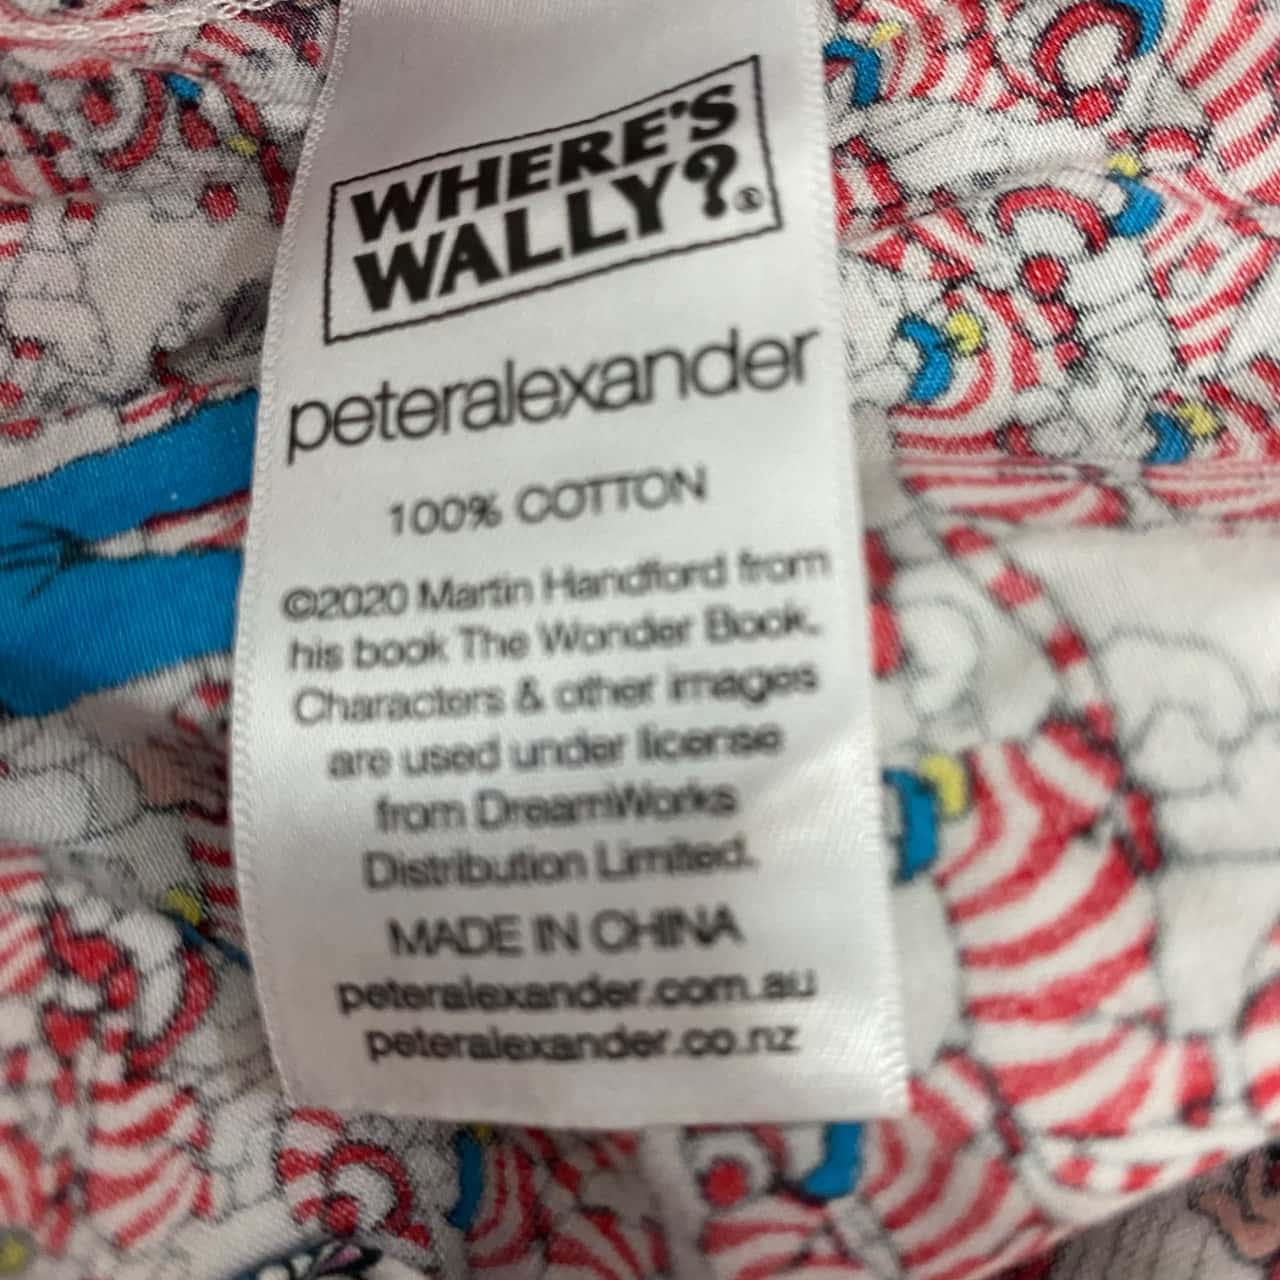 WHERE'S
WALLY?®
peteralexander
100% COTTON
©2020 Martin Handford from
his book The Wonder Book.
Characters & other images
are used under license
from DreamWorks
Distribution Limited.
MADE IN CHINA
peteralexander.com.au
peteralexander.co.nz